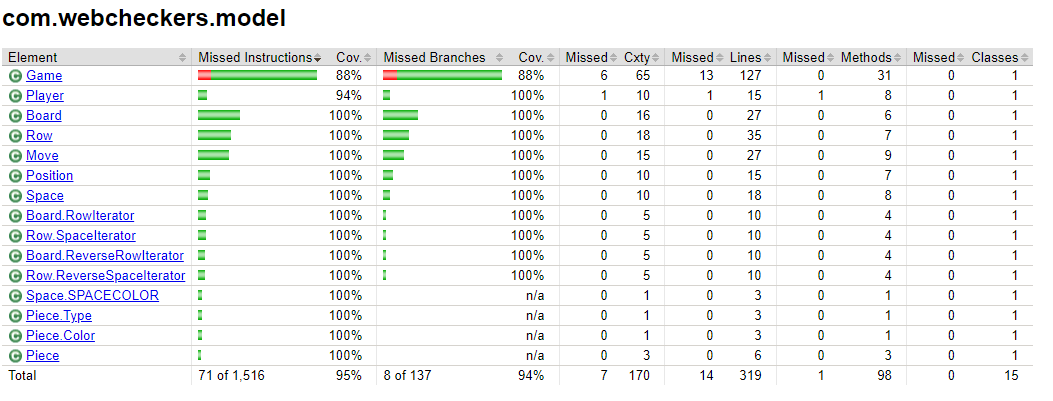 com.webcheckers.model
Element Missed Instructions Cov. Missed Branches Cov. Missed Cxty Missed Lines Missed Methods Missed Classes
C Game 88% 88% 6 65 13 127 0 31 0 1
C Player 94% 100% 1 10 1 15 1 8 0 1
C Board 100% 100% 0 16 0 27 0 6 0 1
C Row 100% 100% 0 18 0 35 0 7 0 1
C Move 100% 100% 0 15 0 27 0 9 0 1
C Position 100% 100% 0 10 0 15 0 7 0 1
C Space 100% 100% 0 10 0 18 0 8 0 1
C Board.RowIterator 100% 100% 0 5 0 10 0 4 0 1
C Row.SpaceIterator 100% 100% 0 5 0 10 0 4 0 1
C Board.ReverseRowIterator 100% 100% 0 5 0 10 0 4 0 1
C Row.ReverseSpaceIterator 100% 100% 0 5 0 10 0 4 0 1
C Space.SPACECOLOR 100% n/a 0 1 0 3 0 1 0 1
C Piece.Type 100% n/a 0 1 0 3 0 1 0 1
C Piece.Color 100% n/a 0 1 0 3 0 1 0 1
C Piece 100% n/a 0 3 0 6 0 3 0 1
Total 71 of 1,516 95% 8 of 137 94% 7 170 14 319 1 98 0 15